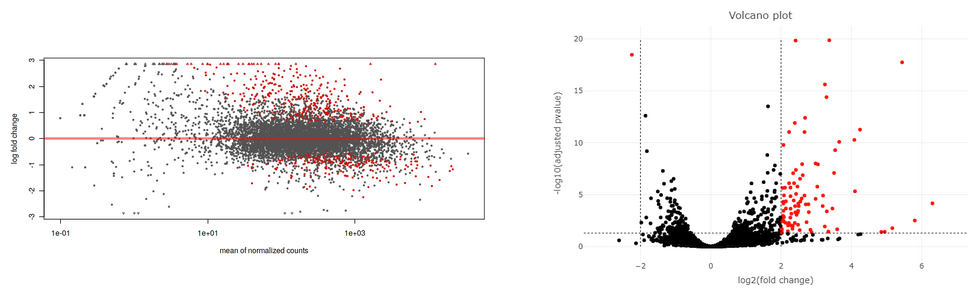 3
2
1
0
-1
-2
-3
log fold change
1e-01 1e+01 1e+03
mean of normalized counts
Volcano plot
20
15
10
5
0
-log10(adjusted pvalue)
−2 0 2 4 6
log2(fold change)